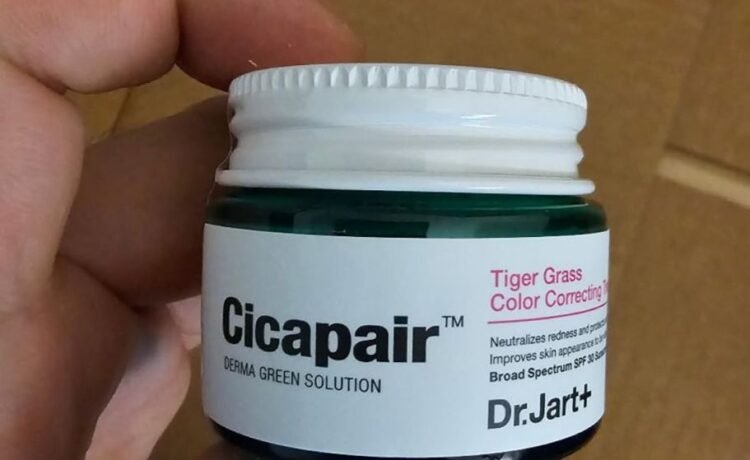 Cicapair™
DERMA GREEN SOLUTION
Tiger Grass
Color Correcting
Neutralizes redness and
Improves skin appearance
Broad Spectrum SPF 30
Dr.Jart+